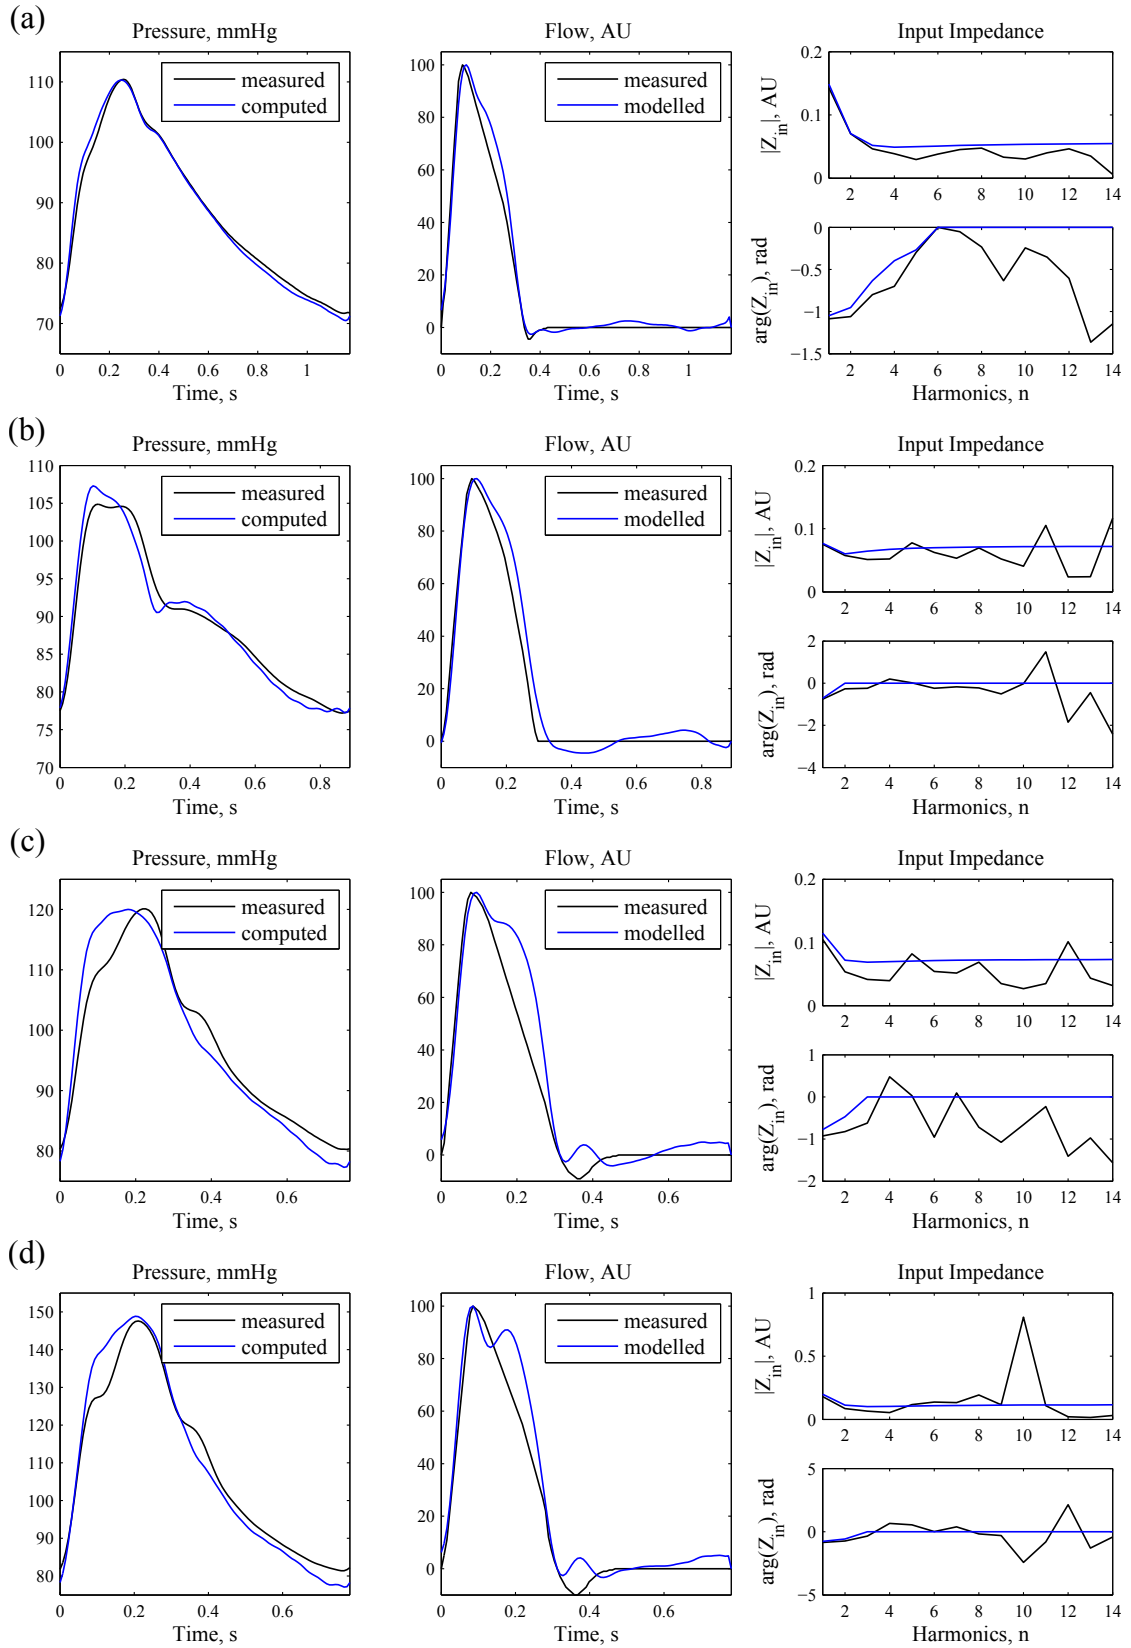 (a)
Pressure, mmHg
measured
computed
110
100
90
80
70
0 0.2 0.4 0.6 0.8 1
Time, s
Flow, AU
measured
modelled
100
80
60
40
20
0
0 0.2 0.4 0.6 0.8 1
Time, s
Input Impedance
|Z_in|, AU
0.2
0.1
0
2 4 6 8 10 12 14
arg(Z_in), rad
0
−0.5
−1
−1.5
2 4 6 8 10 12 14
Harmonics, n
(b)
Pressure, mmHg
measured
computed
110
105
100
95
90
85
80
75
70
0 0.2 0.4 0.6 0.8
Time, s
Flow, AU
measured
modelled
100
80
60
40
20
0
0 0.2 0.4 0.6 0.8
Time, s
Input Impedance
|Z_in|, AU
0.2
0.1
0
2 4 6 8 10 12 14
arg(Z_in), rad
2
0
−2
−4
2 4 6 8 10 12 14
Harmonics, n
(c)
Pressure, mmHg
measured
computed
120
110
100
90
80
0 0.2 0.4 0.6
Time, s
Flow, AU
measured
modelled
100
80
60
40
20
0
0 0.2 0.4 0.6
Time, s
Input Impedance
|Z_in|, AU
0.2
0.1
0
2 4 6 8 10 12 14
arg(Z_in), rad
1
0
−1
−2
2 4 6 8 10 12 14
Harmonics, n
(d)
Pressure, mmHg
measured
computed
150
140
130
120
110
100
90
80
0 0.2 0.4 0.6
Time, s
Flow, AU
measured
modelled
100
80
60
40
20
0
0 0.2 0.4 0.6
Time, s
Input Impedance
|Z_in|, AU
1
0.5
0
2 4 6 8 10 12 14
arg(Z_in), rad
5
0
−5
2 4 6 8 10 12 14
Harmonics, n